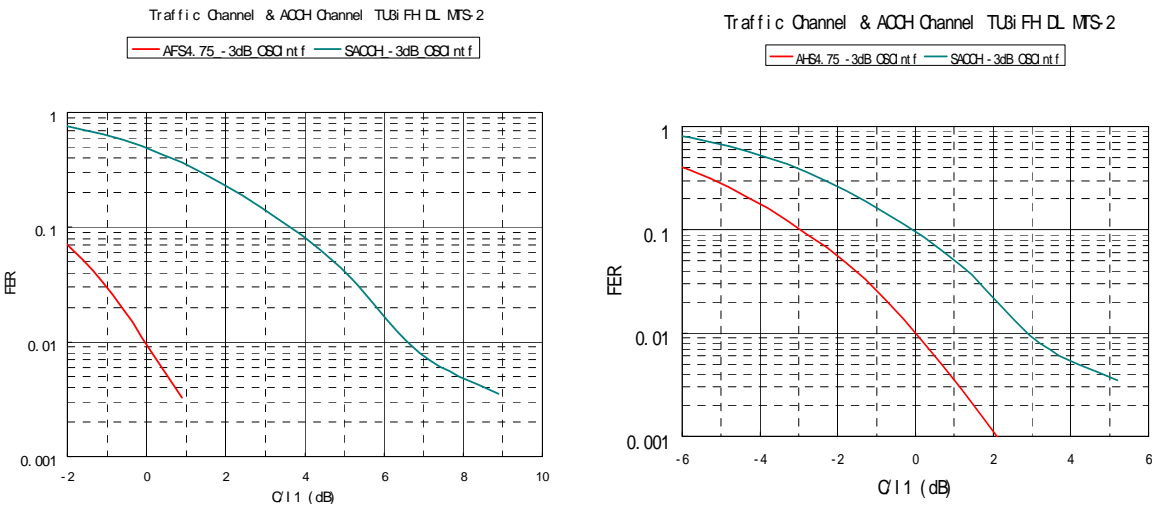 Traffic Channel & ACCH Channel TU3iFH DL MTS-2
AFS4.75_-3dB_OSCIntf SACCH_-3dB_OSCIntf
1
0.1
0.01
0.001
FER
-2 0 2 4 6 8 10
C/I1 (dB)
Traffic Channel & ACCH Channel TU3iFH DL MTS-2
AHS4.75_-3dB OSCIntf SACCH_-3dB OSCIntf
1
0.1
0.01
0.001
FER
-6 -4 -2 0 2 4 6
C/I1 (dB)